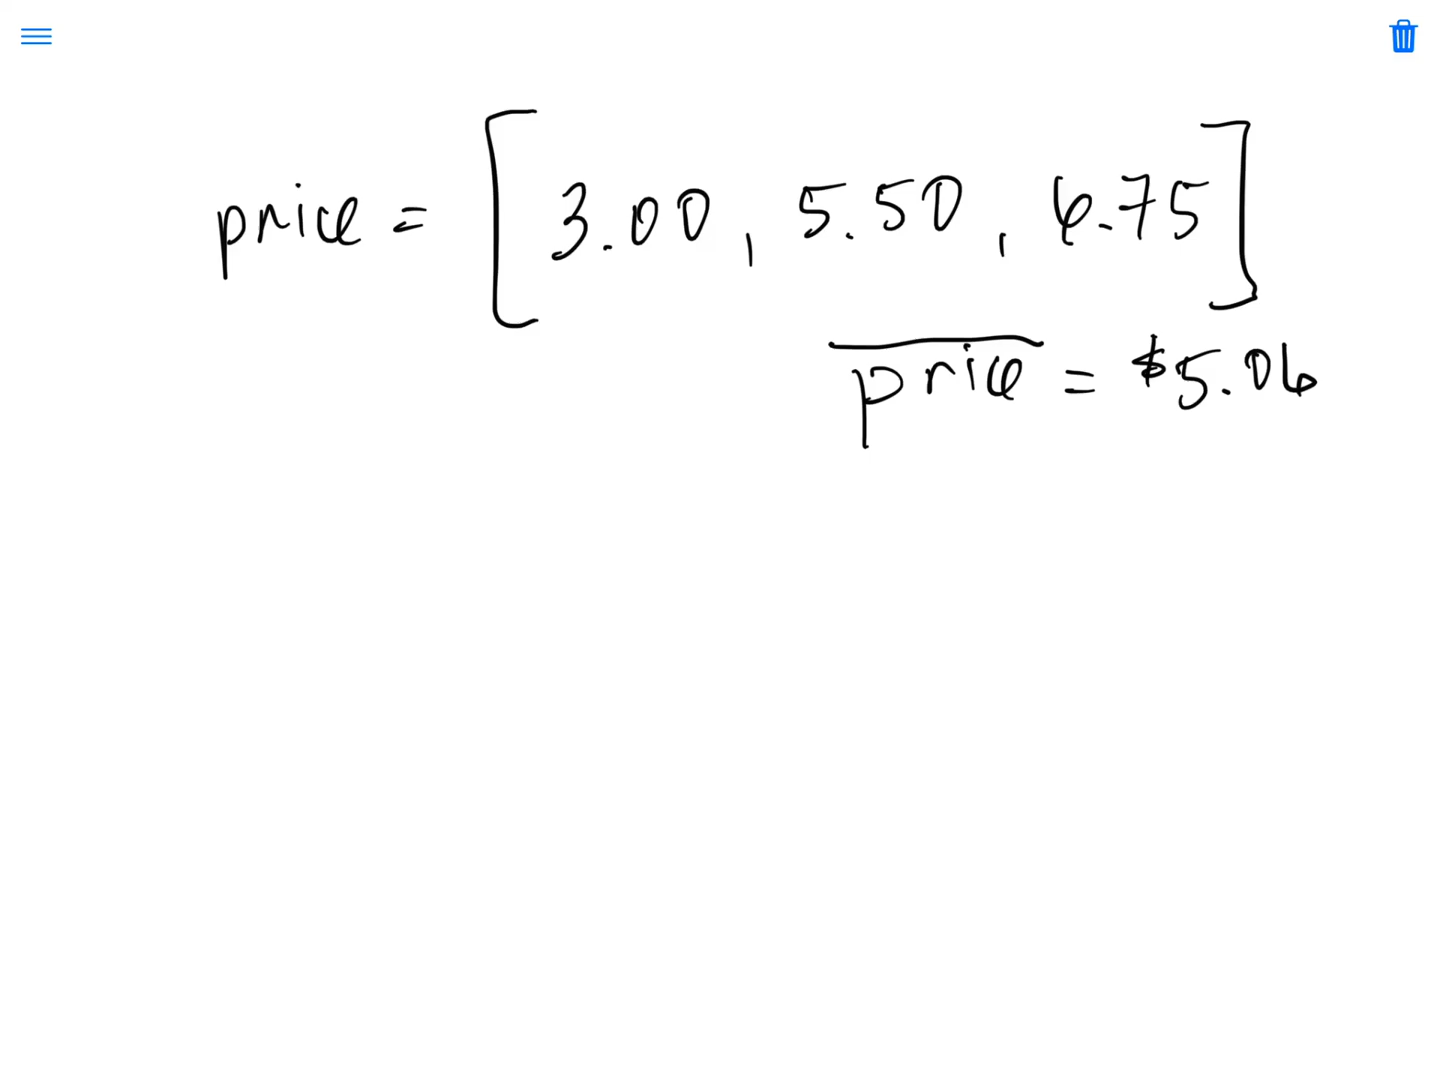 price = [3.00, 5.50, 6.75]
price = $5.06